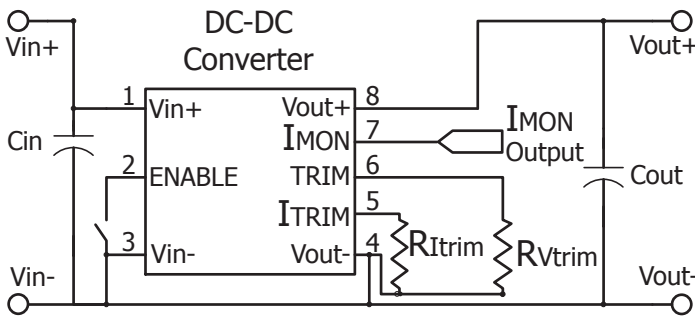 DC-DC
Converter
Vin+
Vout+
1
Vin+
Vout+
8
IMON
7
IMON
Output
Cin
2
ENABLE
TRIM
6
Cout
ITRIM
5
3
Vin-
Vout-
4
RItrim
RVtrim
Vin-
Vout-